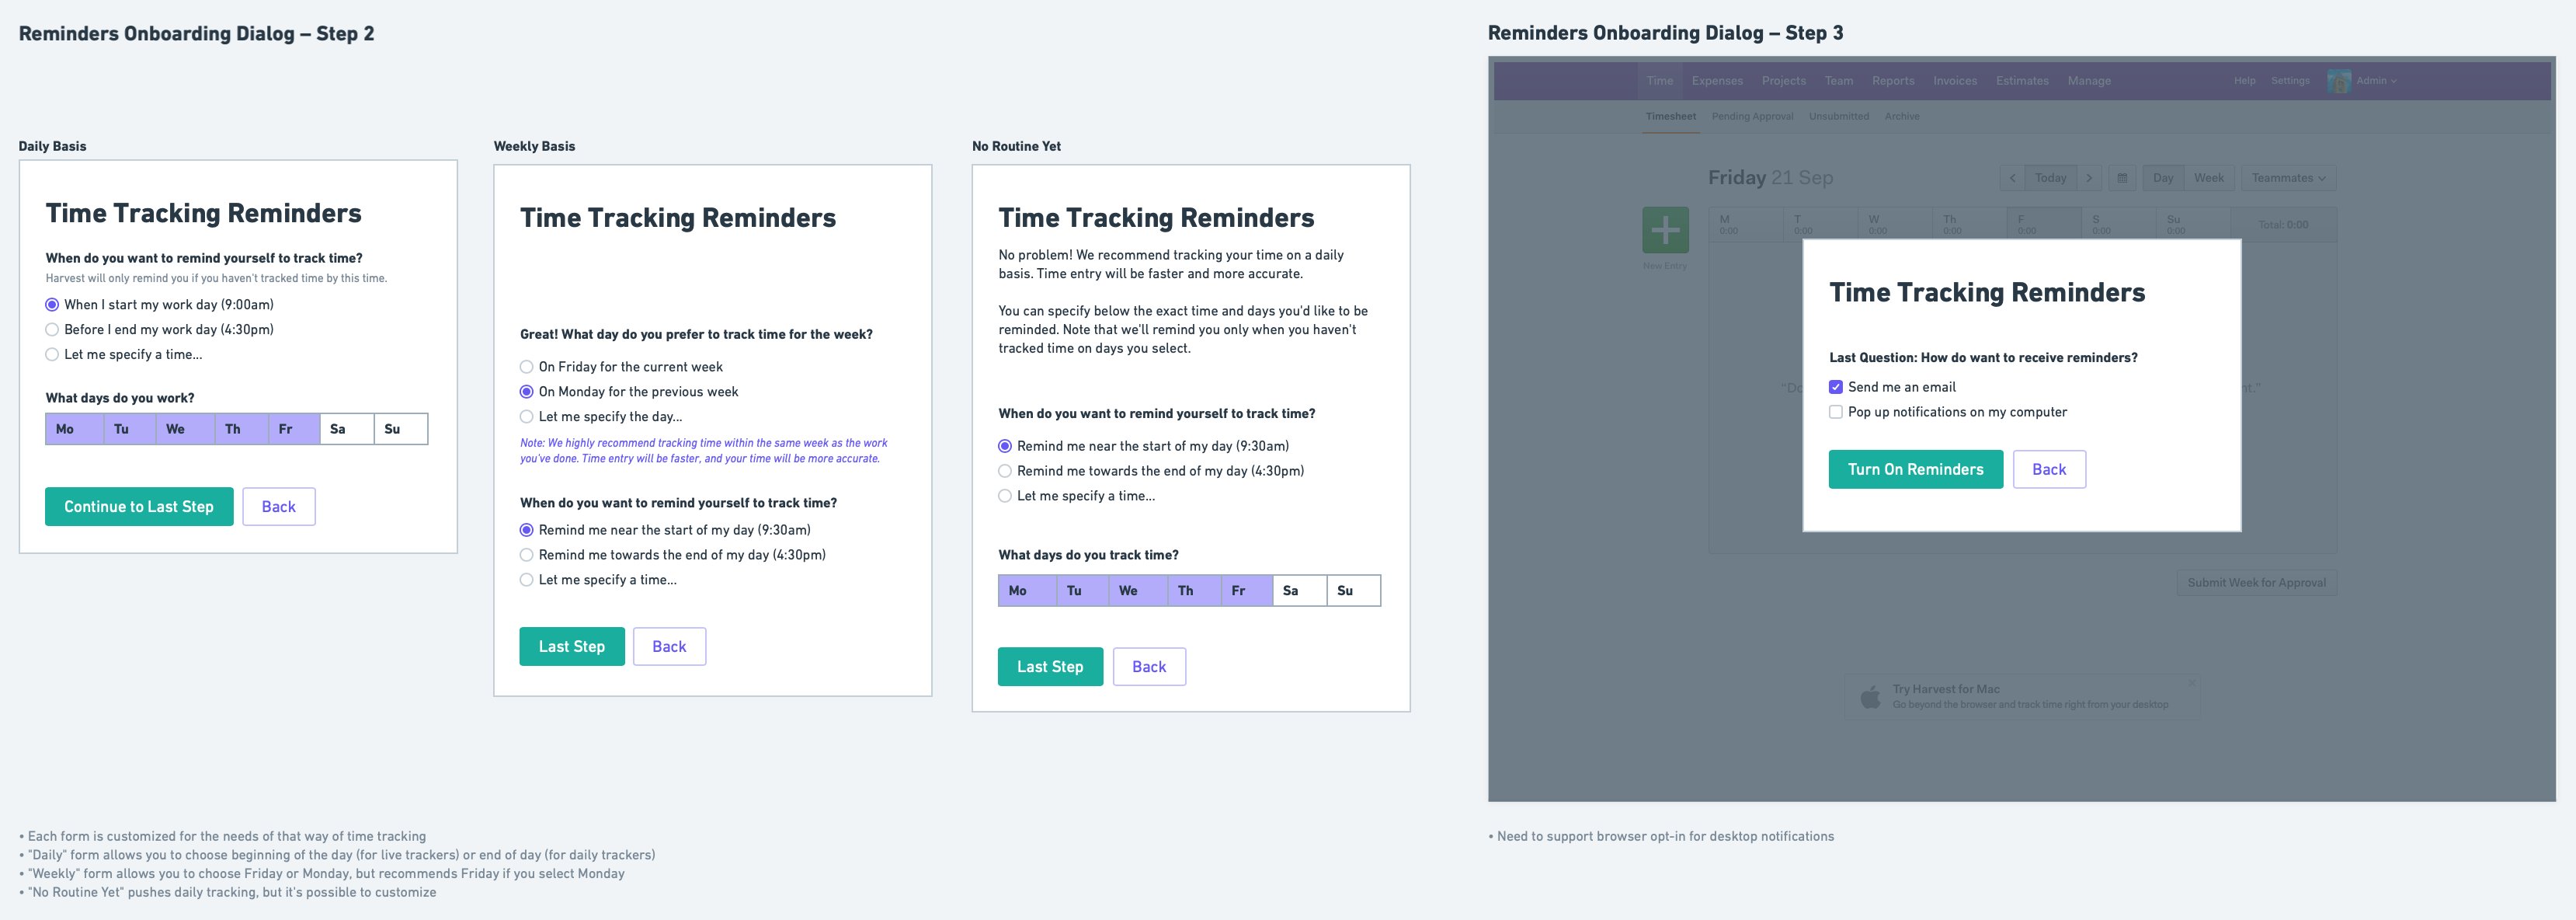 Reminders Onboarding Dialog – Step 2
Daily Basis
Time Tracking Reminders
When do you want to remind yourself to track time?
Harvest will only remind you if you haven't tracked time by this time.
When I start my work day (9:00am)
Before I end my work day (4:30pm)
Let me specify a time...
What days do you work?
Mo Tu We Th Fr Sa Su
Continue to Last Step Back
Weekly Basis
Time Tracking Reminders
Great! What day do you prefer to track time for the week?
On Friday for the current week
On Monday for the previous week
Let me specify the day...
Note: We highly recommend tracking time within the same week as the work
you've done. Time entry will be faster, and your time will be more accurate.
When do you want to remind yourself to track time?
Remind me near the start of my day (9:30am)
Remind me towards the end of my day (4:30pm)
Let me specify a time...
Last Step Back
No Routine Yet
Time Tracking Reminders
No problem! We recommend tracking your time on a daily
basis. Time entry will be faster and more accurate.
You can specify below the exact time and days you'd like to be
reminded. Note that we'll remind you only when you haven't
tracked time on days you select.
When do you want to remind yourself to track time?
Remind me near the start of my day (9:30am)
Remind me towards the end of my day (4:30pm)
Let me specify a time...
What days do you track time?
Mo Tu We Th Fr Sa Su
Last Step Back
• Each form is customized for the needs of that way of time tracking
• "Daily" form allows you to choose beginning of the day (for live trackers) or end of day (for daily trackers)
• "Weekly" form allows you to choose Friday or Monday, but recommends Friday if you select Monday
• "No Routine Yet" pushes daily tracking, but it's possible to customize
Reminders Onboarding Dialog – Step 3
Time Expenses Projects Team Reports Invoices Estimates Manage Help Settings Admin
Timesheet Pending Approval Unsubmitted Archive
Friday 21 Sep Today Day Week Teammates
M T W Th F S Su
0:00 0:00 0:00 0:00 0:00 0:00 0:00 Total: 0:00
New Entry
Time Tracking Reminders
Last Question: How do want to receive reminders?
Send me an email
Pop up notifications on my computer
Turn On Reminders Back
Submit Week for Approval
Try Harvest for Mac
Go beyond the browser and track time right from your desktop
• Need to support browser opt-in for desktop notifications